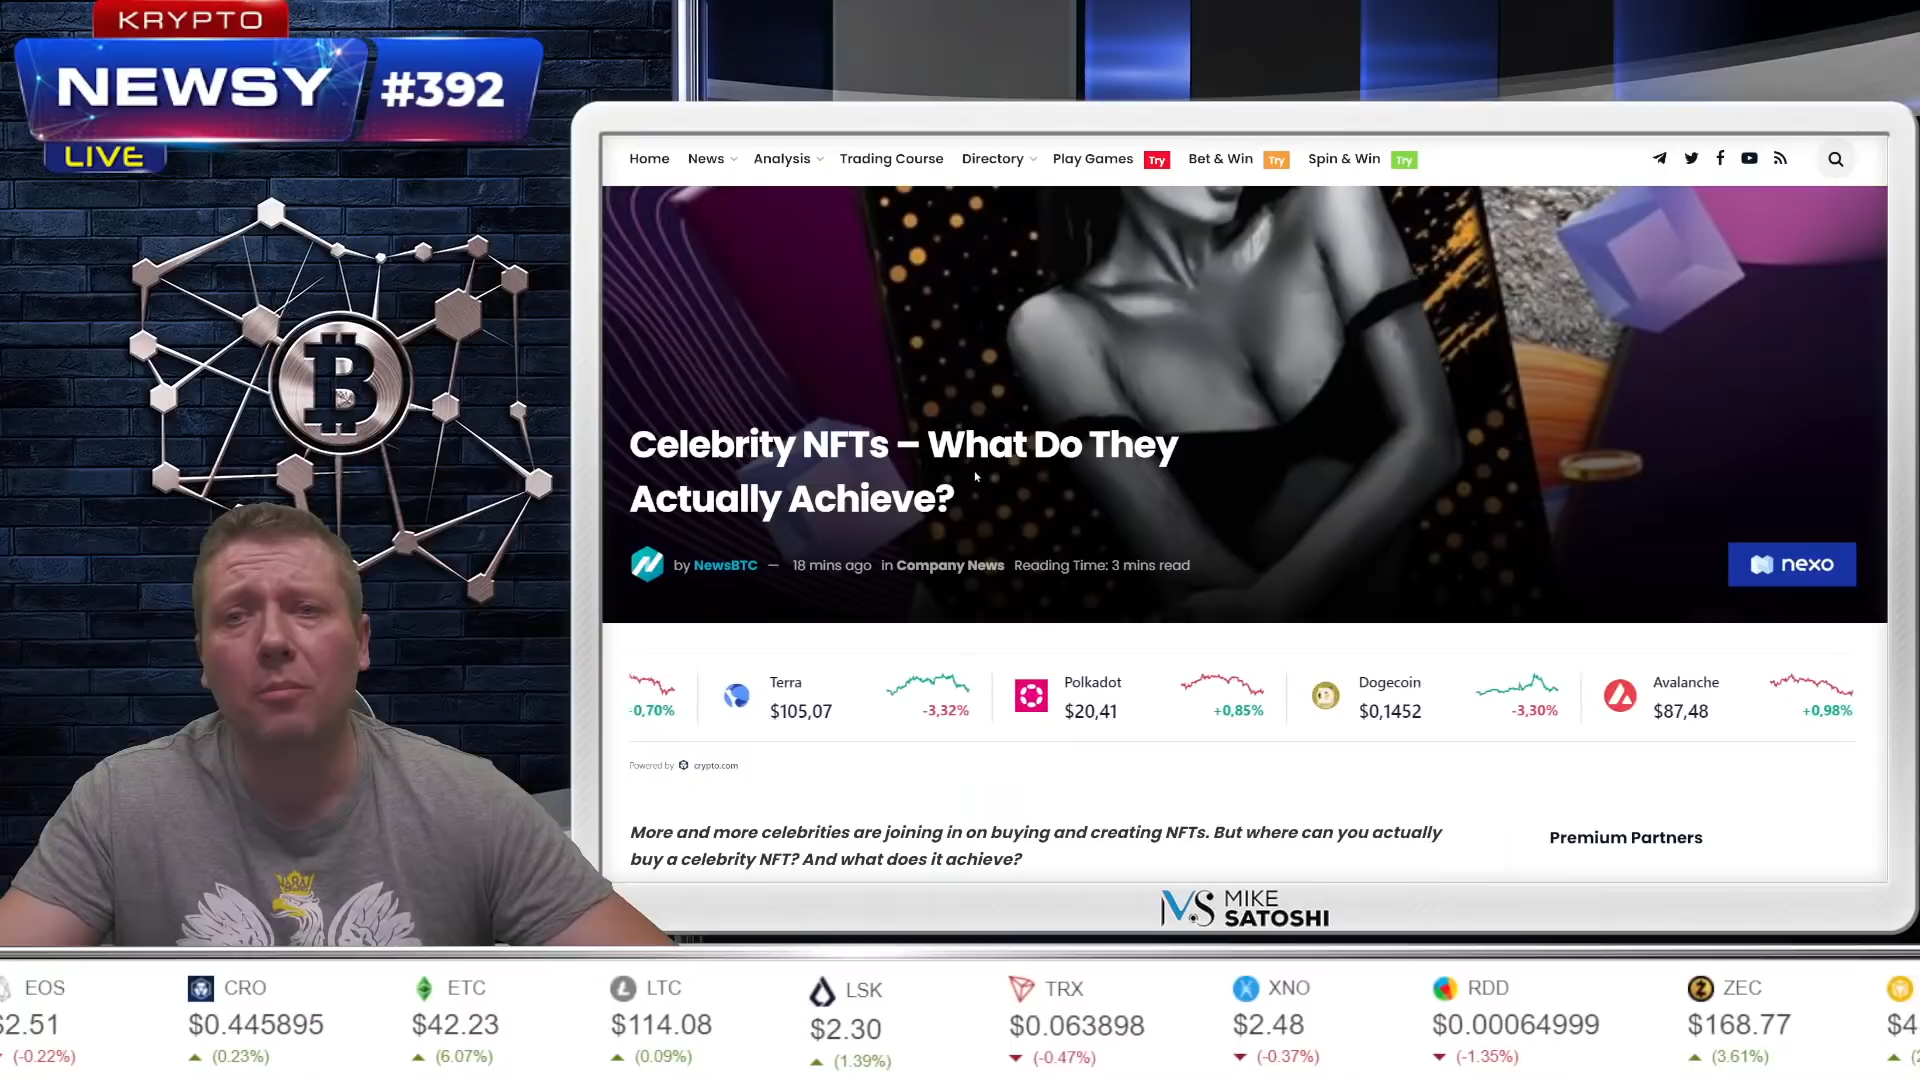 KRYPTO
NEWSY #392
LIVE
Home News Analysis Trading Course Directory Play Games Try Bet & Win Try Spin & Win Try
Celebrity NFTs – What Do They
Actually Achieve?
by NewsBTC — 18 mins ago in Company News Reading Time: 3 mins read
nexo
-0,70%
Terra
$105,07 -3,32%
Polkadot
$20,41 +0,85%
Dogecoin
$0,1452 -3,30%
Avalanche
$87,48 +0,98%
Powered by crypto.com
More and more celebrities are joining in on buying and creating NFTs. But where can you actually
buy a celebrity NFT? And what does it achieve?
Premium Partners
MS MIKE
SATOSHI
EOS CRO ETC LTC LSK TRX XNO RDD ZEC
$2.51 $0.445895 $42.23 $114.08 $2.30 $0.063898 $2.48 $0.00064999 $168.77 $4
(-0.22%) (0.23%) (6.07%) (0.09%) (1.39%) (-0.47%) (-0.37%) (-1.35%) (3.61%)